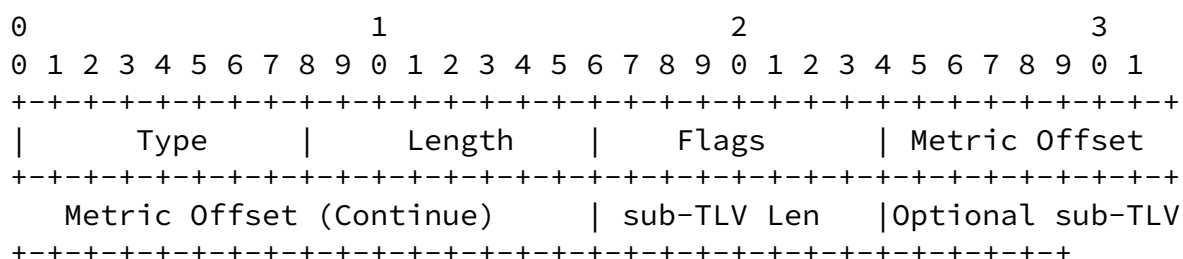 0                   1                   2                   3
0 1 2 3 4 5 6 7 8 9 0 1 2 3 4 5 6 7 8 9 0 1 2 3 4 5 6 7 8 9 0 1
+-+-+-+-+-+-+-+-+-+-+-+-+-+-+-+-+-+-+-+-+-+-+-+-+-+-+-+-+-+-+-+-+
|      Type     |     Length    |    Flags      | Metric Offset
+-+-+-+-+-+-+-+-+-+-+-+-+-+-+-+-+-+-+-+-+-+-+-+-+-+-+-+-+-+-+-+-+
   Metric Offset (Continue)     | sub-TLV Len   |Optional sub-TLV
+-+-+-+-+-+-+-+-+-+-+-+-+-+-+-+-+-+-+-+-+-+-+-+-+-+-+-+-+-+